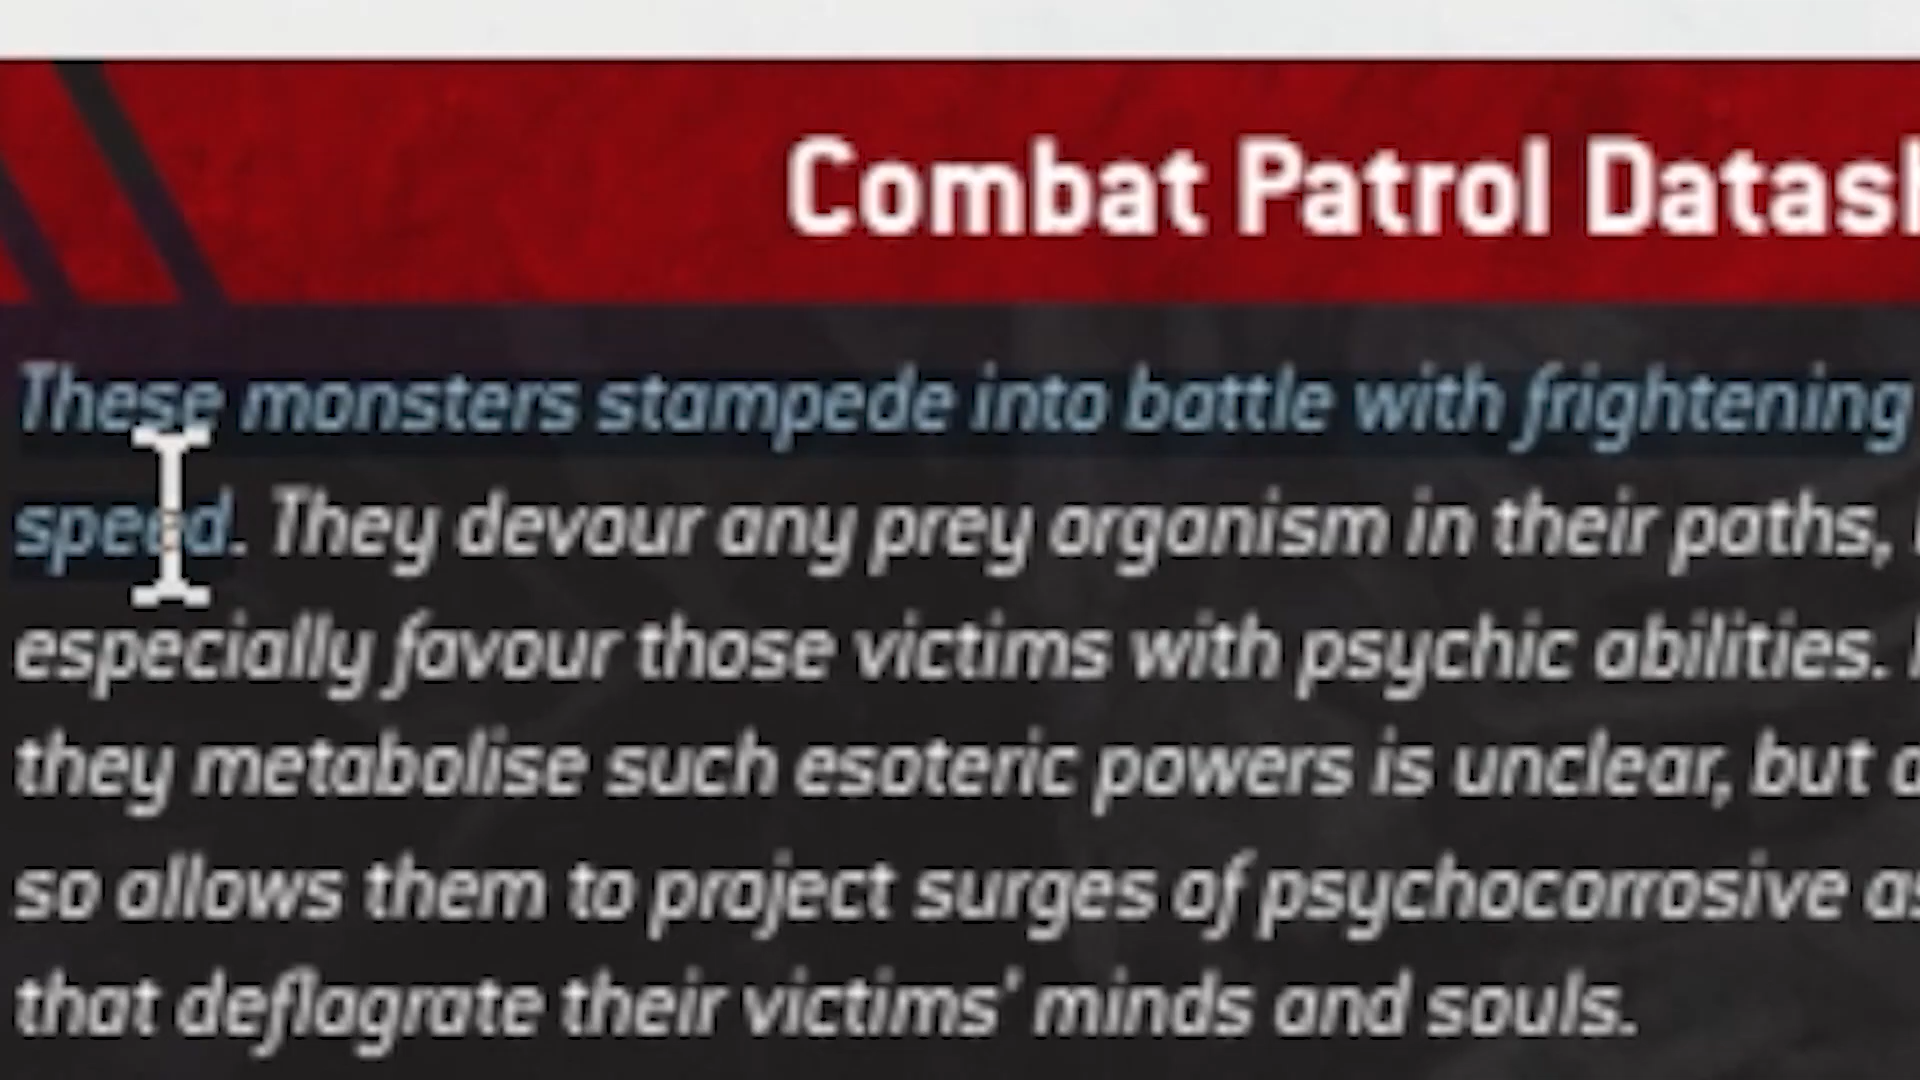 Combat Patrol
These monsters stampede into battle with frightening
speed. They devour any prey organism in their paths,
especially favour those victims with psychic abilities.
they metabolise such esoteric powers is unclear, but
so allows them to project surges of psychocorrosive
that deflagrate their victims' minds and souls.